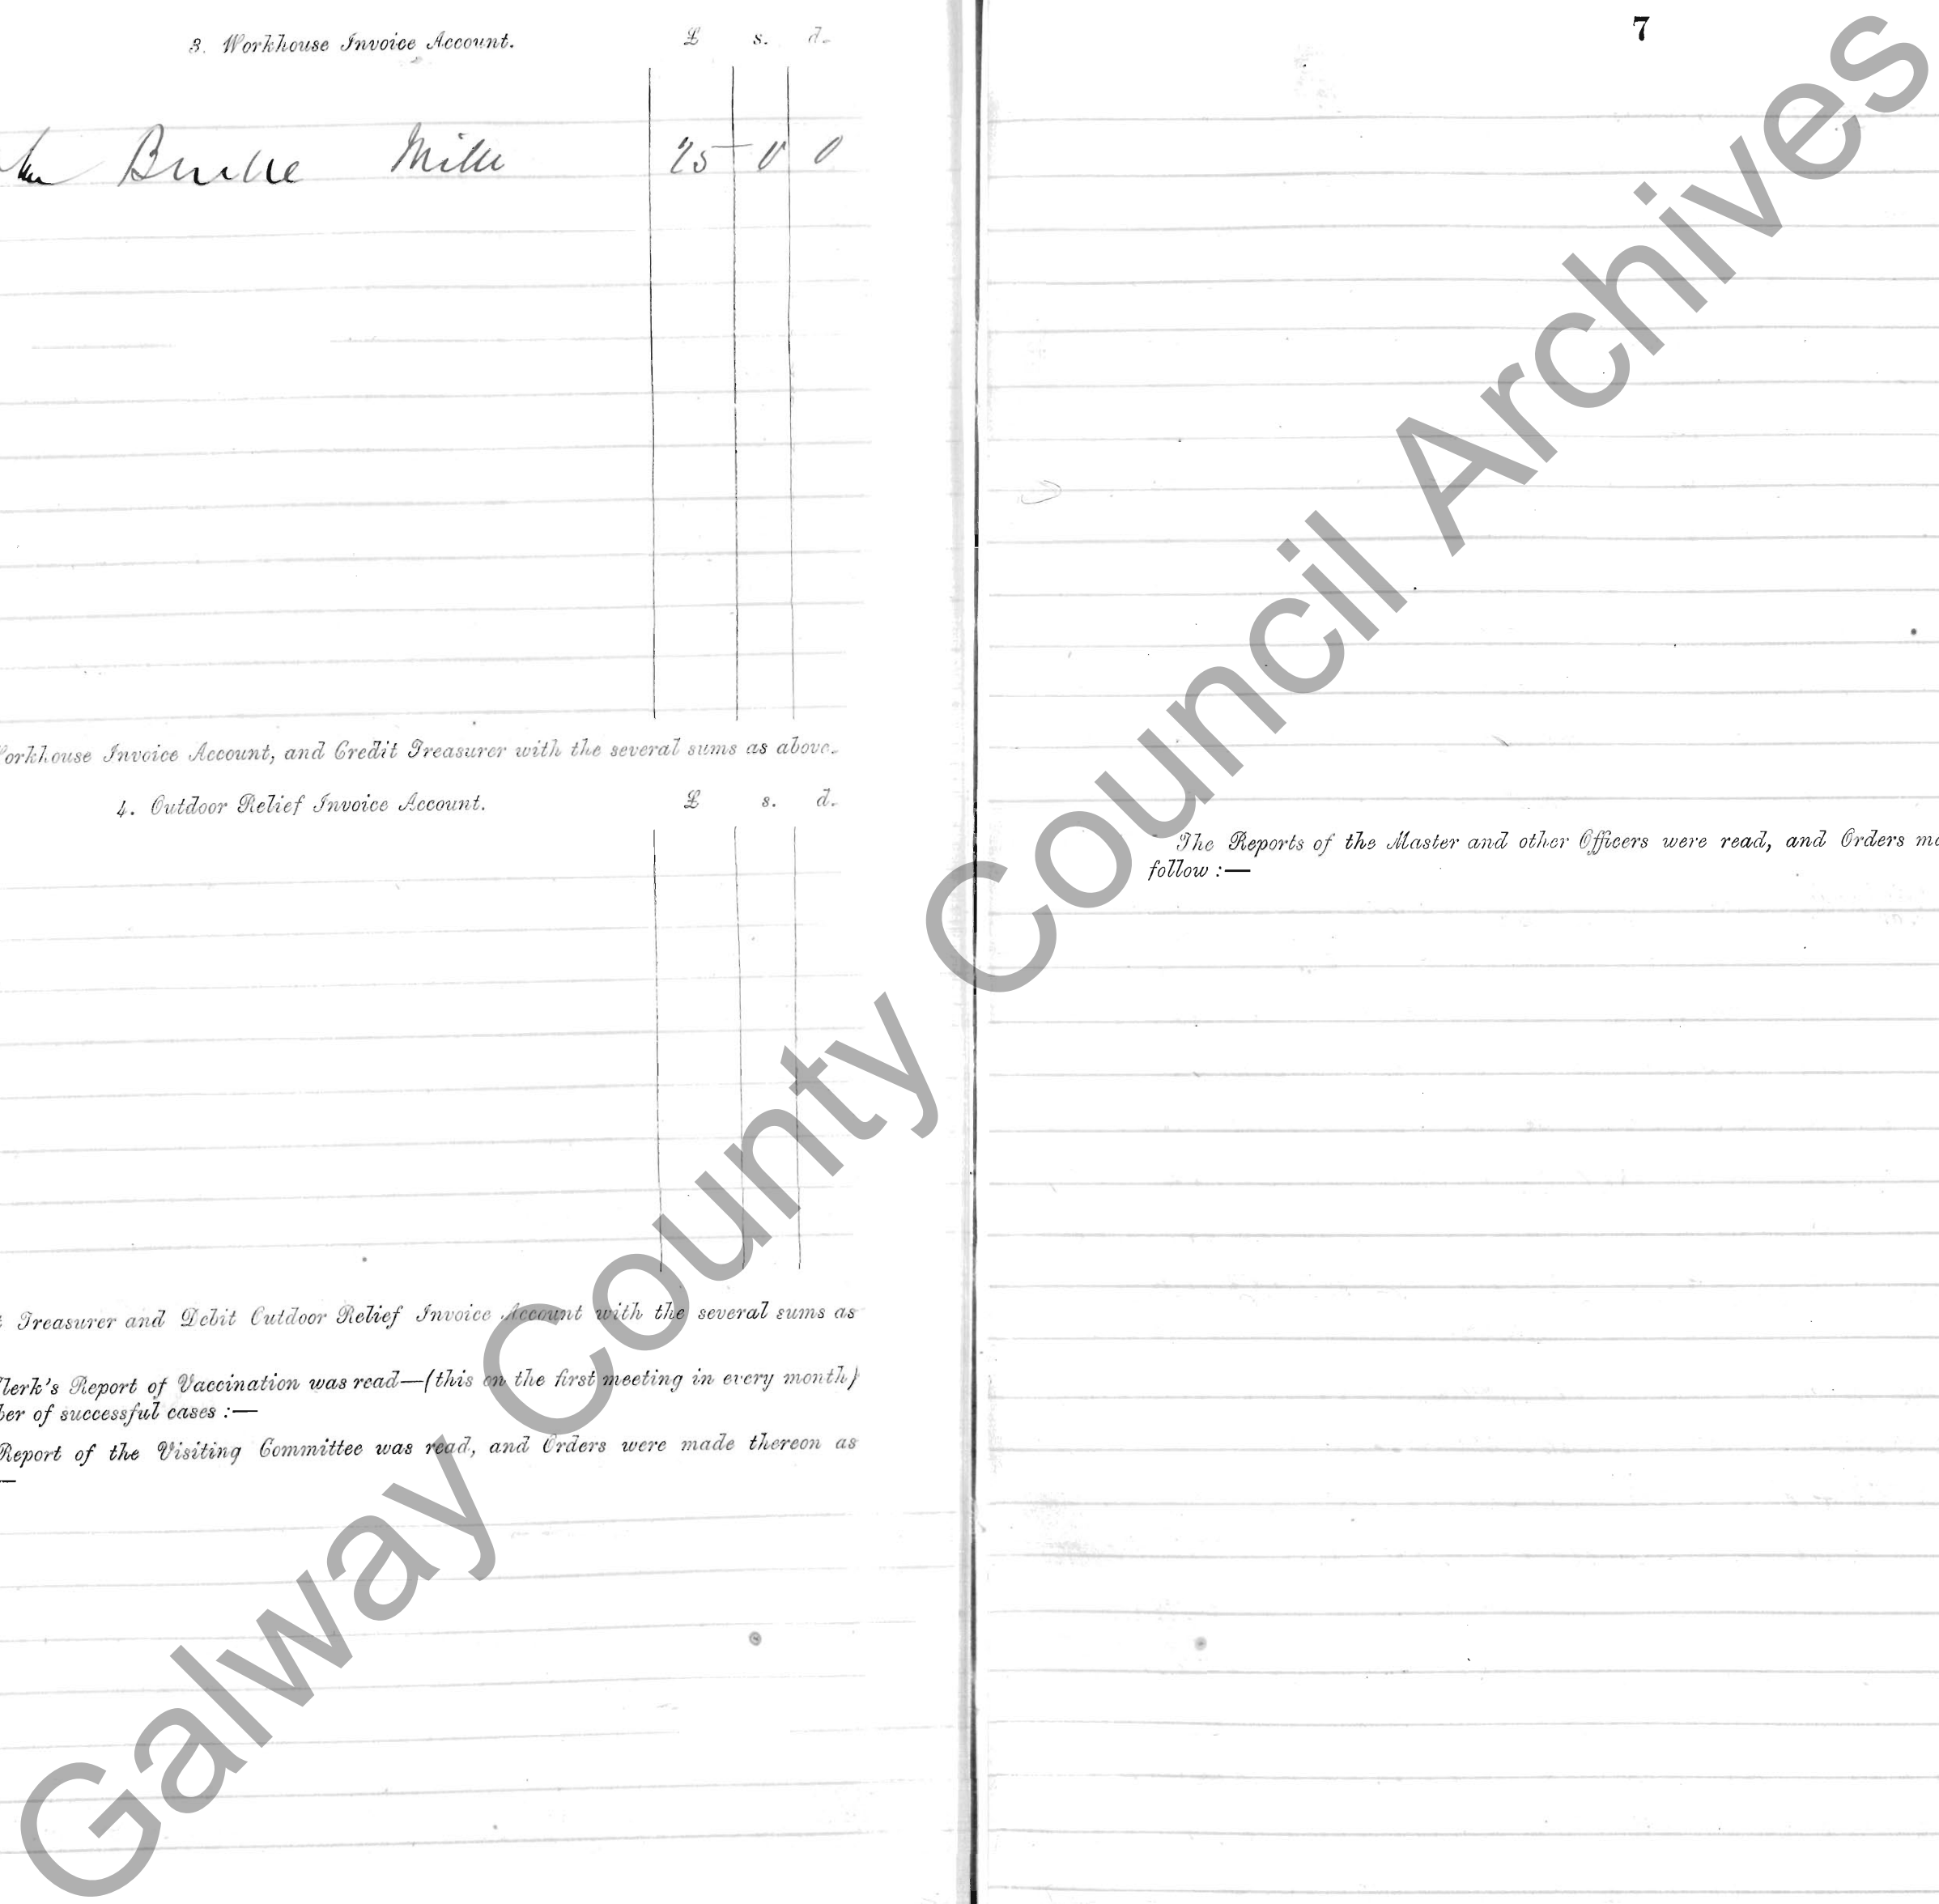 3. Workhouse Invoice Account. £ s. d.
Burke Milk 25 0 0
Workhouse Invoice Account, and Credit Treasurer with the several sums as above.
4. Outdoor Relief Invoice Account. £ s. d.
Treasurer and Debit Outdoor Relief Invoice Account with the several sums as
Clerk's Report of Vaccination was read—(this on the first meeting in every month)
ber of successful cases :—
Report of the Visiting Committee was read, and Orders were made thereon as
—
7
The Reports of the Master and other Officers were read, and Orders ma
follow :—
Galway County Council Archives